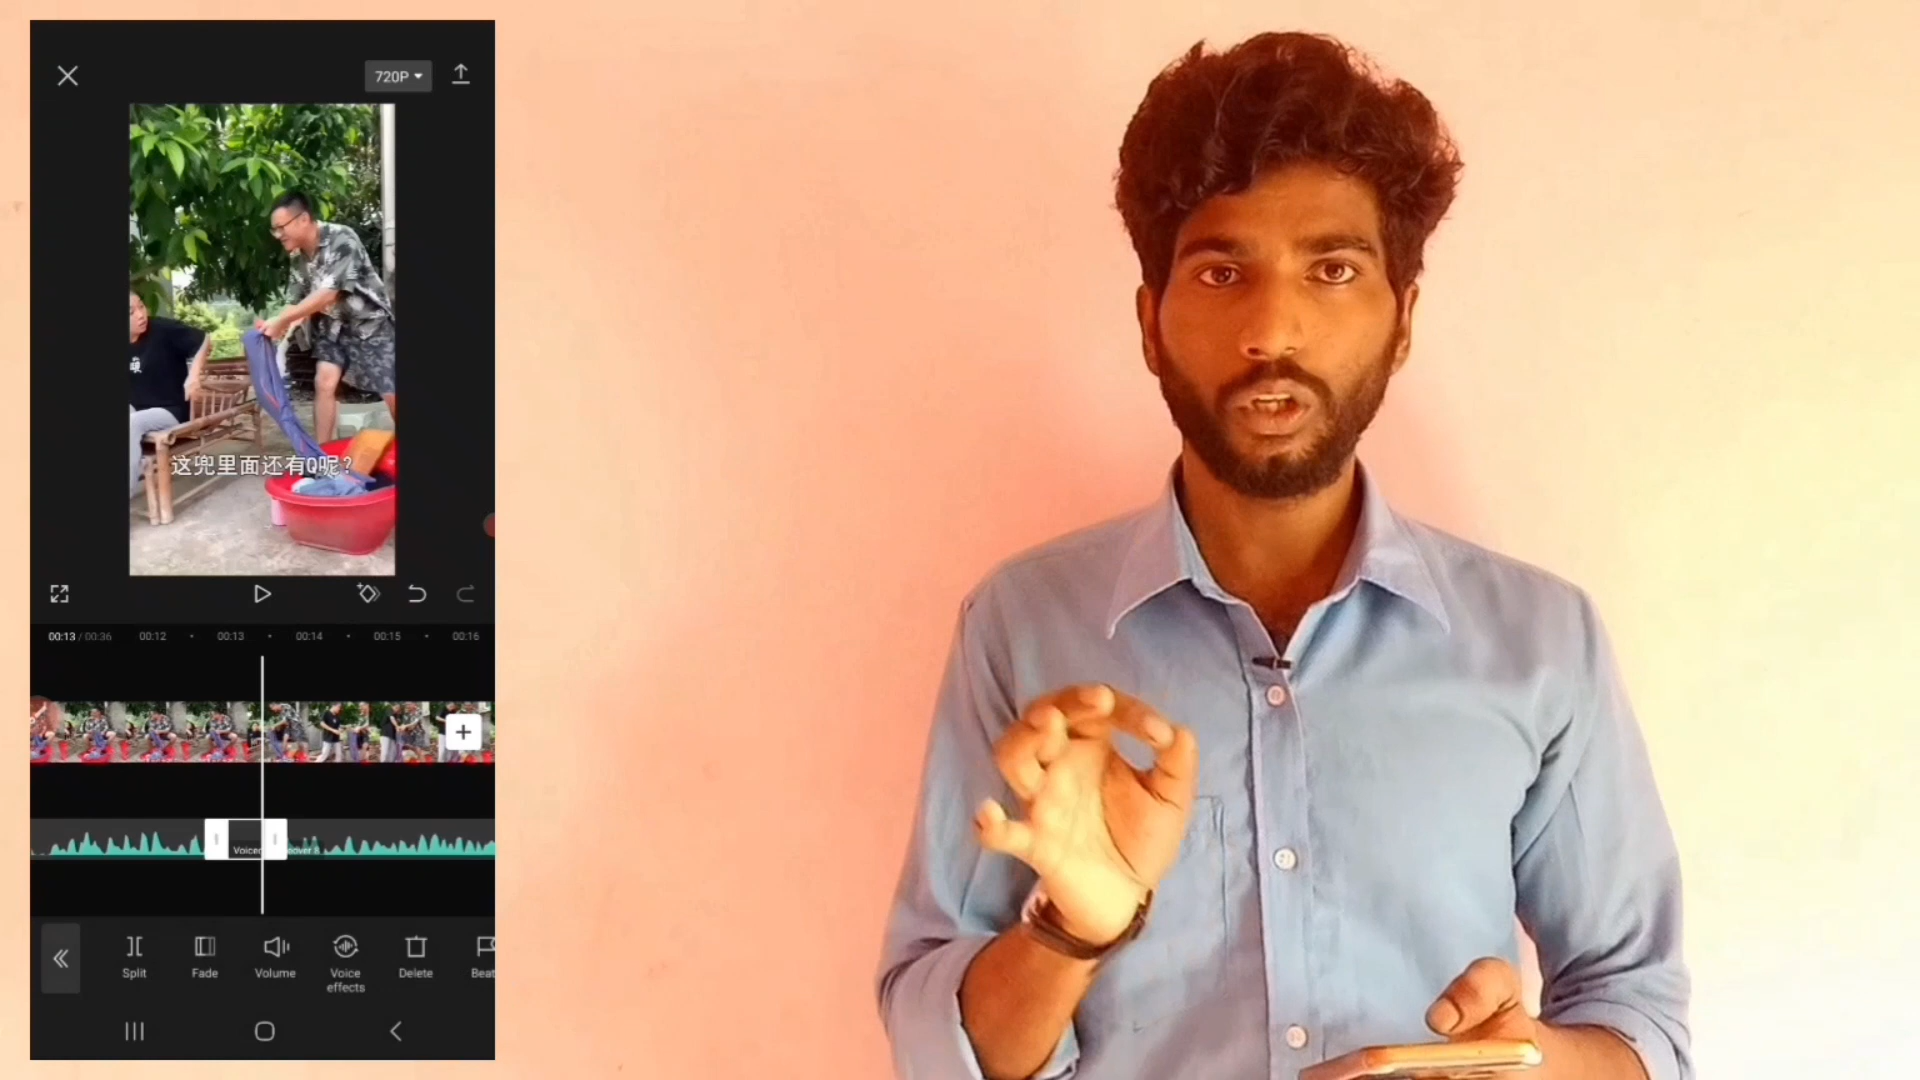 720P
这兜里面还有Q呢?
00:13 / 00:36 00:12 00:13 00:14 00:15 00:16
Split
Fade
Volume
Voice
effects
Delete